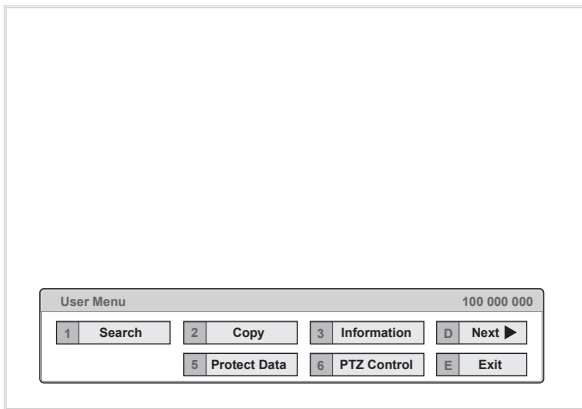 User Menu 100 000 000
1 Search 2 Copy 3 Information D Next ▶
5 Protect Data 6 PTZ Control E Exit